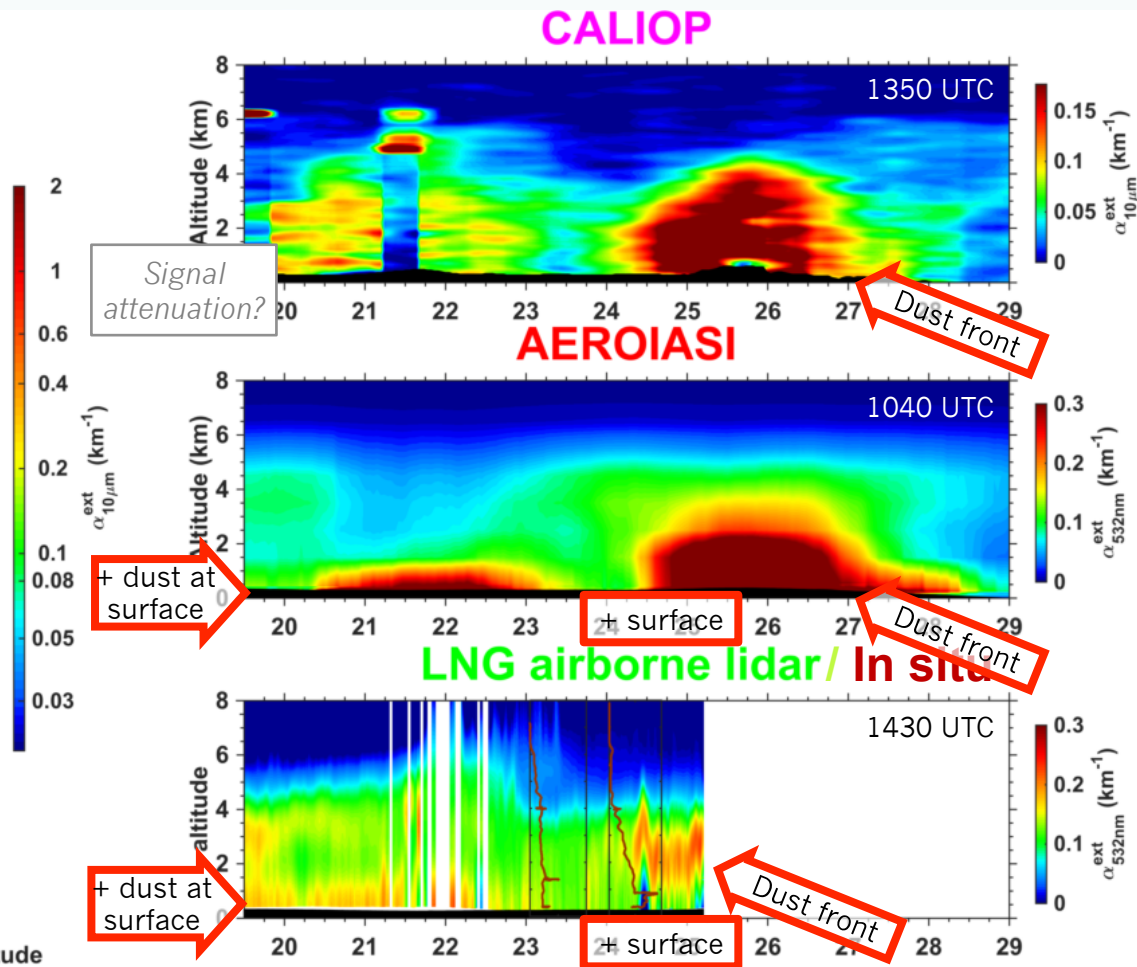 CALIOP
1350 UTC
8
6
4
2
Altitude (km)
0.15
0.1
0.05
0
α^ext_10μm (km⁻¹)
Signal
attenuation?
20 21 22 23 24 25 26 27 28 29
Dust front
AEROIASI
1040 UTC
8
6
4
2
0
Altitude (km)
0.3
0.2
0.1
0
α^ext_532nm (km⁻¹)
+ dust at
surface
20 21 22 23 24 25 26 27 28 29
+ surface
Dust front
LNG airborne lidar / In situ
1430 UTC
8
6
4
2
0
altitude
0.3
0.2
0.1
0
α^ext_532nm (km⁻¹)
+ dust at
surface
20 21 22 23 24 25 26 27 28 29
+ surface
Dust front
2
1
0.6
0.4
0.2
0.1
0.08
0.05
0.03
α^ext_10μm (km⁻¹)